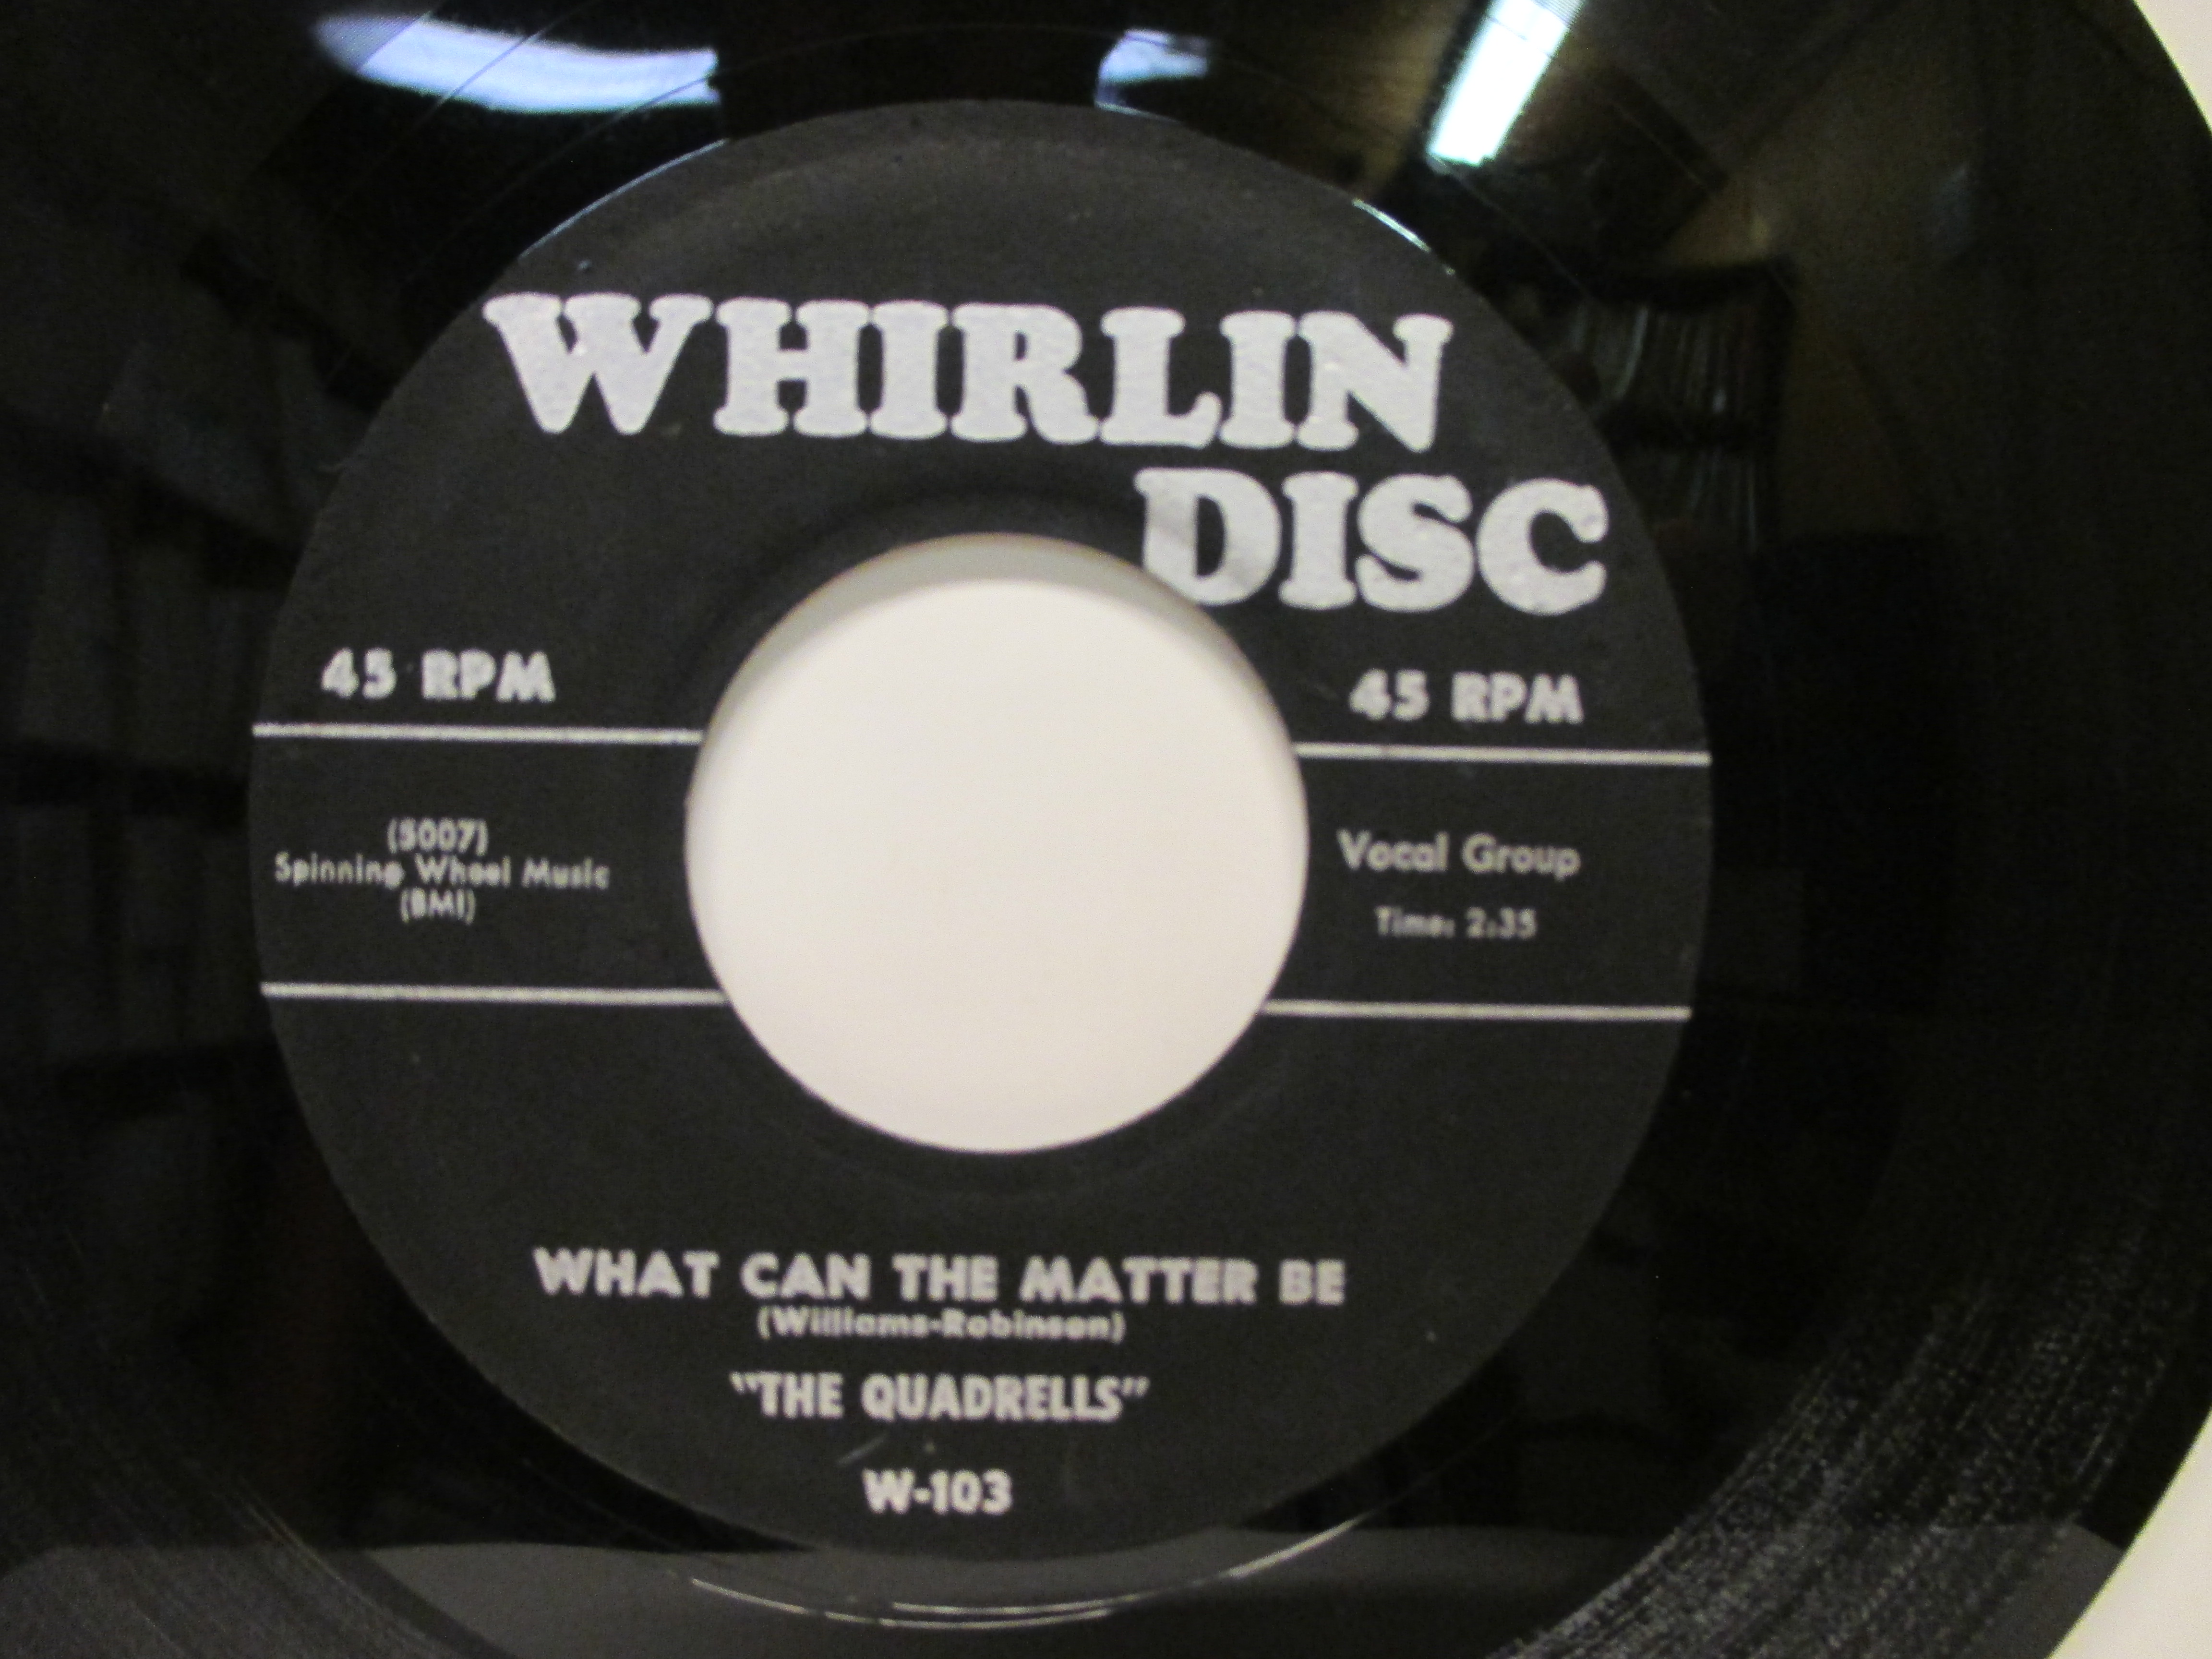 WHIRLIN
DISC
45 RPM
45 RPM
(5007)
Spinning Wheel Music
(BMI)
Vocal Group
Time: 2:35
WHAT CAN THE MATTER BE
(Williams-Robinson)
"THE QUADRELLS"
W-103